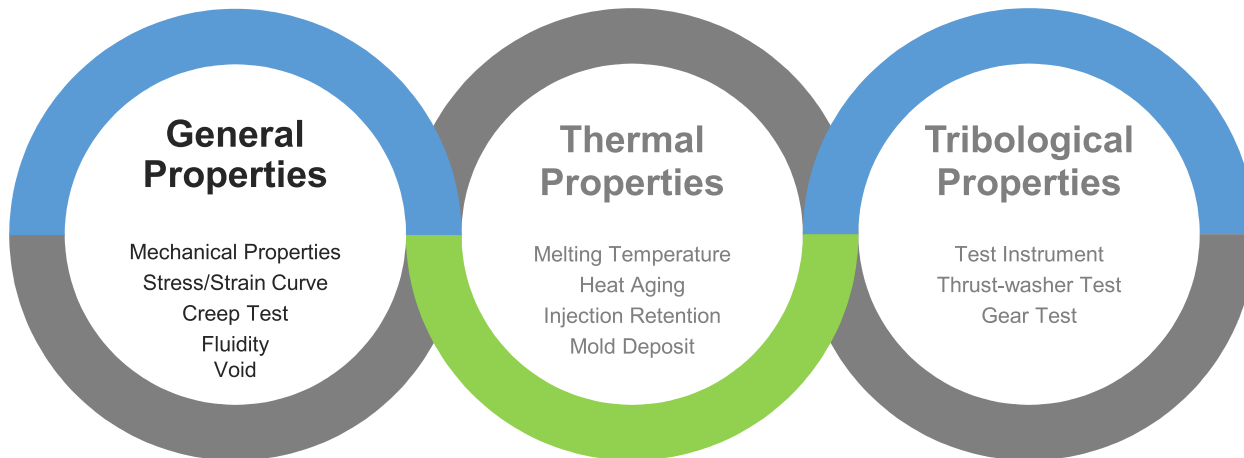 General
Properties
Mechanical Properties
Stress/Strain Curve
Creep Test
Fluidity
Void
Thermal
Properties
Melting Temperature
Heat Aging
Injection Retention
Mold Deposit
Tribological
Properties
Test Instrument
Thrust-washer Test
Gear Test